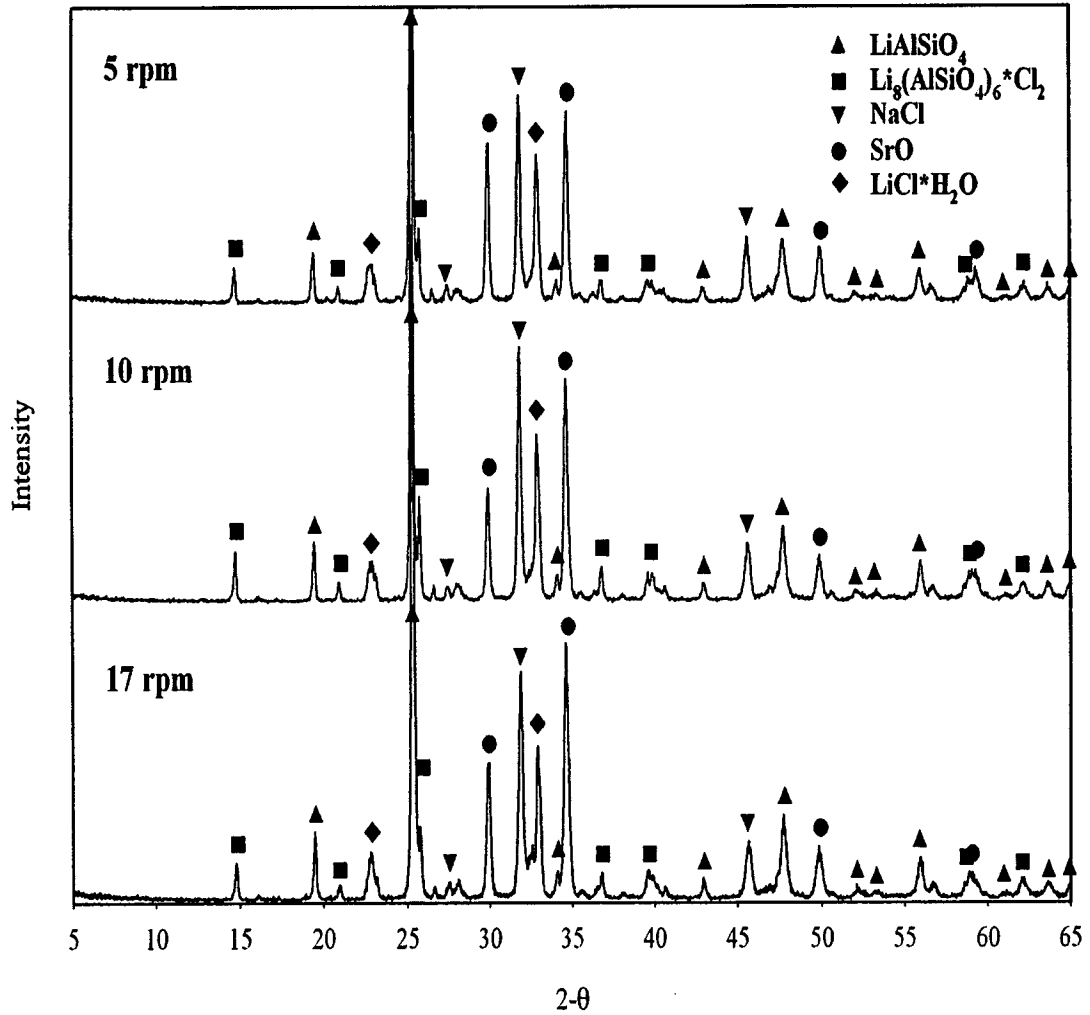 5 rpm
▲ LiAlSiO₄
■ Li₈(AlSiO₄)₆*Cl₂
▼ NaCl
● SrO
◆ LiCl*H₂O
10 rpm
Intensity
17 rpm
5 10 15 20 25 30 35 40 45 50 55 60 65
2-θ